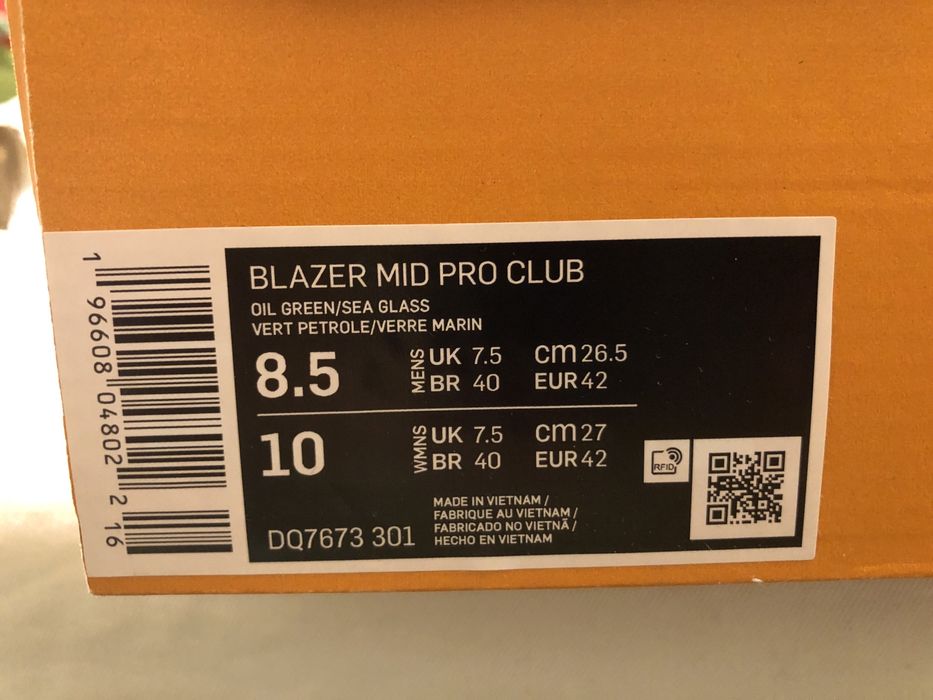 BLAZER MID PRO CLUB
OIL GREEN/SEA GLASS
VERT PETROLE/VERRE MARIN
8.5 MENS UK 7.5 cm 26.5
BR 40 EUR 42
10 WMNS UK 7.5 cm 27
BR 40 EUR 42
RFID
MADE IN VIETNAM /
FABRIQUE AU VIETNAM /
FABRICADO NO VIETNÃ /
HECHO EN VIETNAM
DQ7673 301
1 96608 04802 2 16